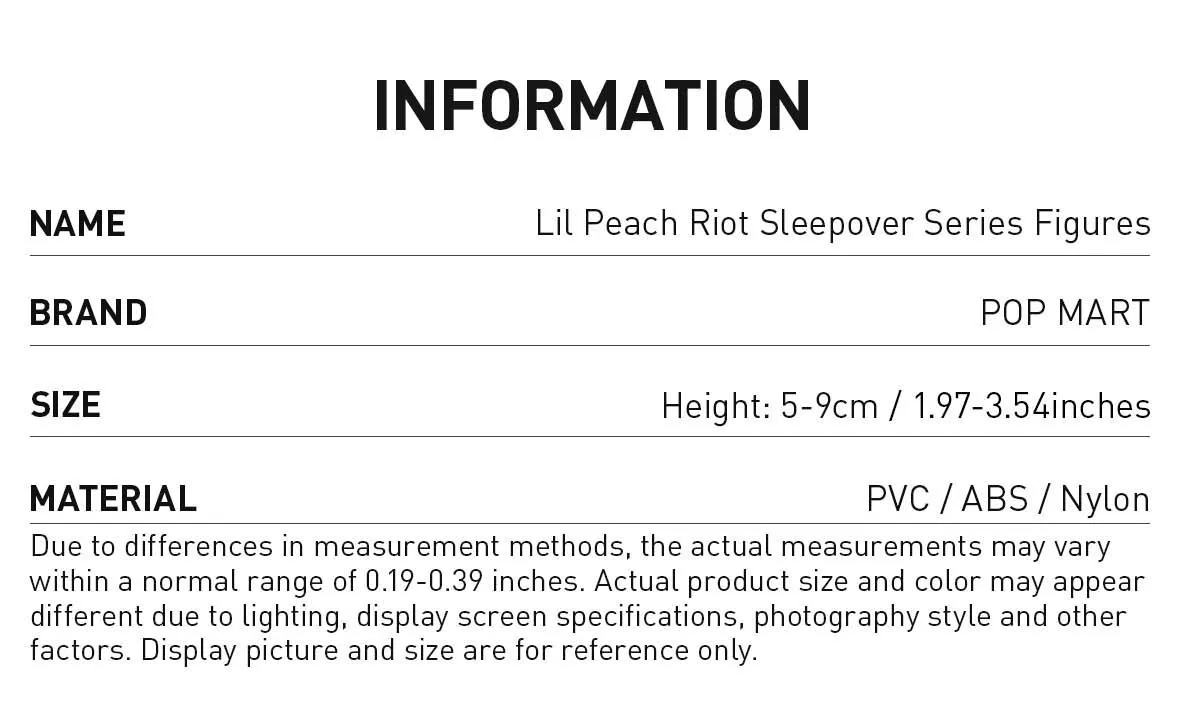 INFORMATION
NAME Lil Peach Riot Sleepover Series Figures
BRAND POP MART
SIZE Height: 5-9cm / 1.97-3.54inches
MATERIAL PVC / ABS / Nylon
Due to differences in measurement methods, the actual measurements may vary
within a normal range of 0.19-0.39 inches. Actual product size and color may appear
different due to lighting, display screen specifications, photography style and other
factors. Display picture and size are for reference only.